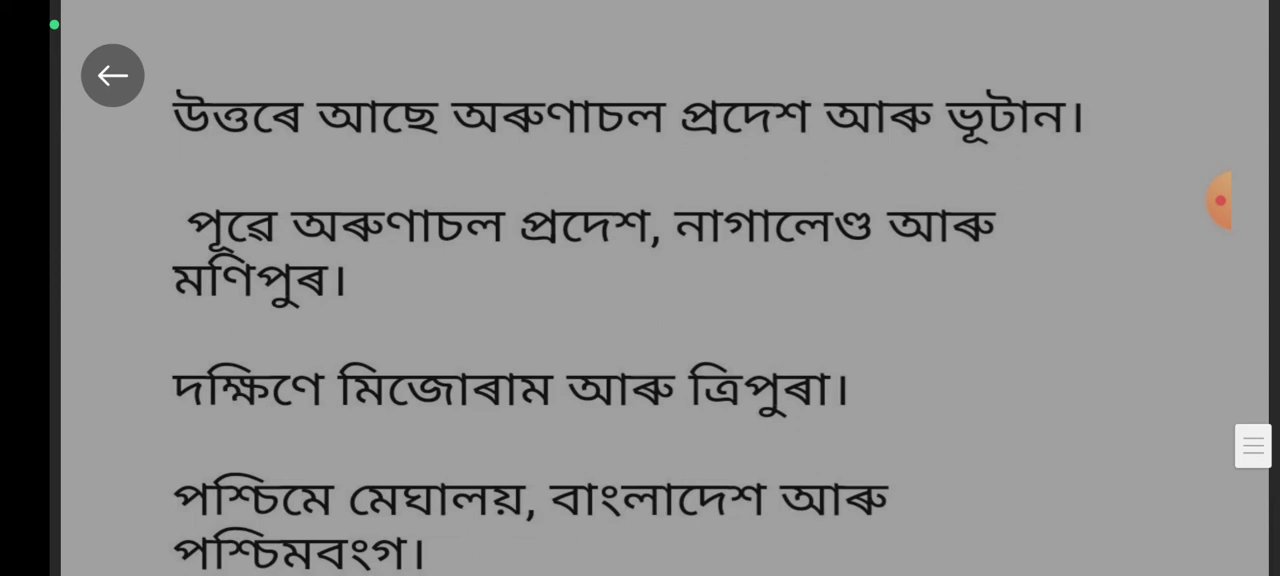 উত্তৰে আছে অৰুণাচল প্ৰদেশ আৰু ভূটান।
পূৱে অৰুণাচল প্ৰদেশ, নাগালেণ্ড আৰু
মণিপুৰ।
দক্ষিণে মিজোৰাম আৰু ত্ৰিপুৰা।
পশ্চিমে মেঘালয়, বাংলাদেশ আৰু
পশ্চিমবংগ।